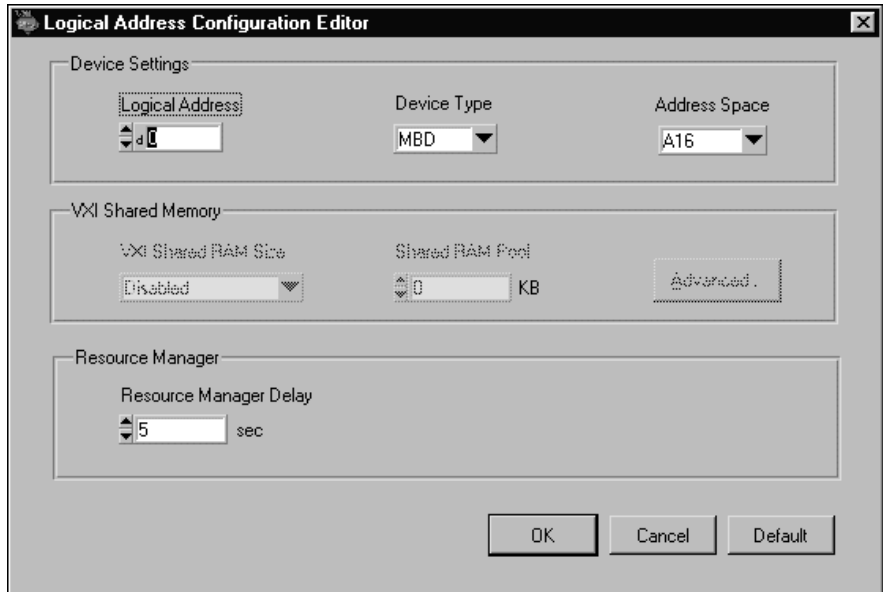 Logical Address Configuration Editor
Device Settings
Logical Address
Device Type
Address Space
d 0
MBD
A16
VXI Shared Memory
VXI Shared RAM Size
Shared RAM Pool
Disabled
0
KB
Advanced .
Resource Manager
Resource Manager Delay
5
sec
OK
Cancel
Default